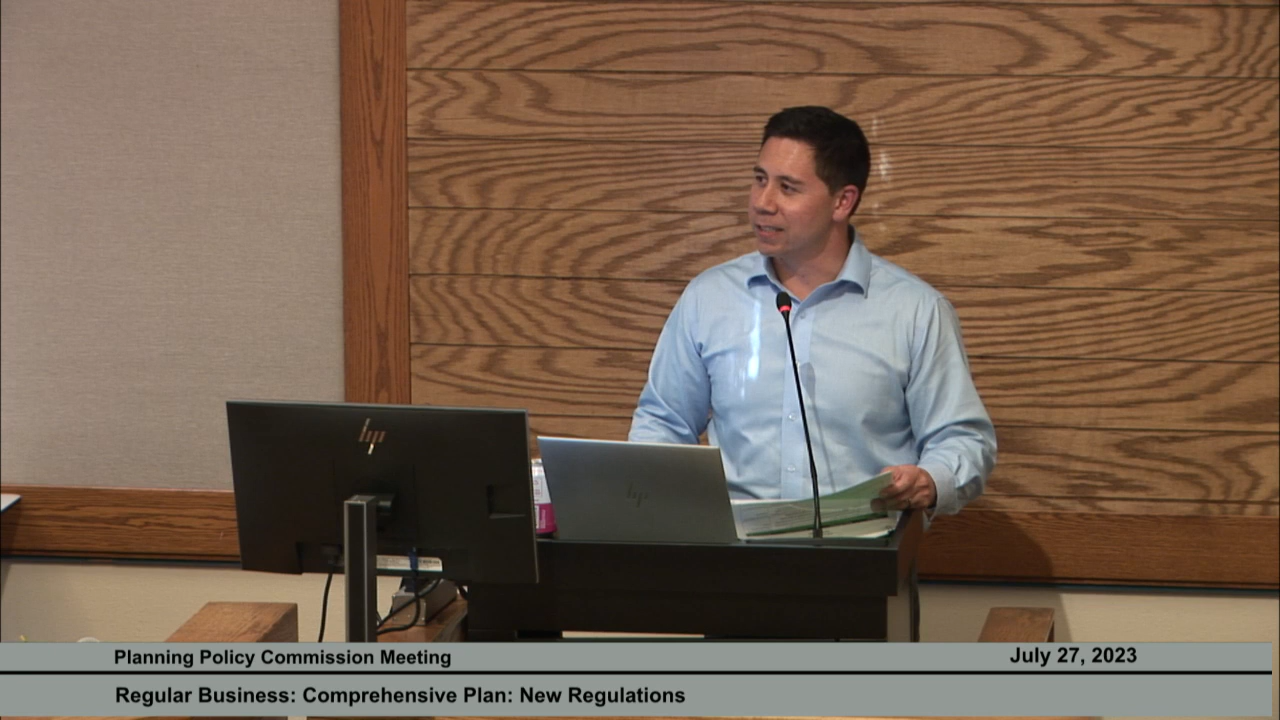 hp
hp
Planning Policy Commission Meeting
July 27, 2023
Regular Business: Comprehensive Plan: New Regulations